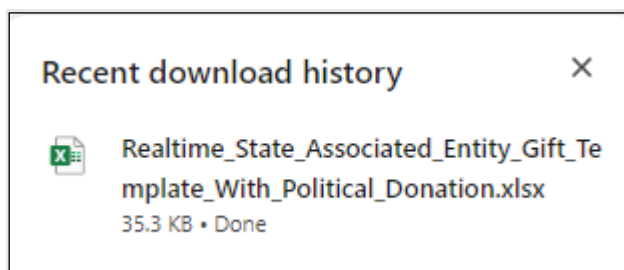 Recent download history
Realtime_State_Associated_Entity_Gift_Te
mplate_With_Political_Donation.xlsx
35.3 KB • Done